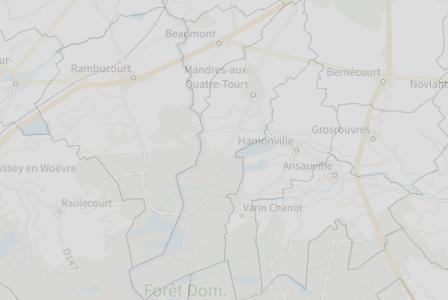 Beaumont
ur-
Rambucourt
Mandres-aux-
Quatre-Tours
Bernécourt
Noviant
Grosrouvres
Hamonville
Ansauville
ssey en Woëvre
Raulecourt
Varin Chanot
D147
Forêt Dom.